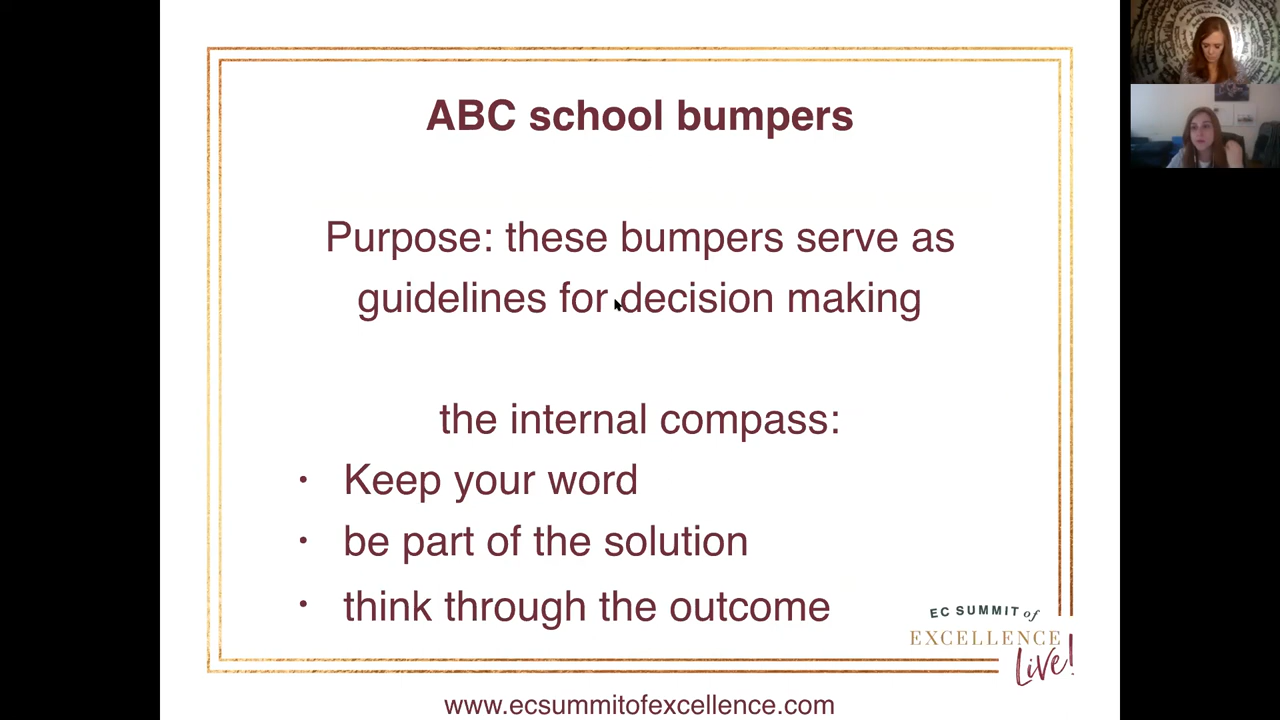 ABC school bumpers
Purpose: these bumpers serve as
guidelines for decision making
the internal compass:
• Keep your word
• be part of the solution
• think through the outcome
EC SUMMIT of
EXCELLENCE
Live!
www.ecsummitofexcellence.com